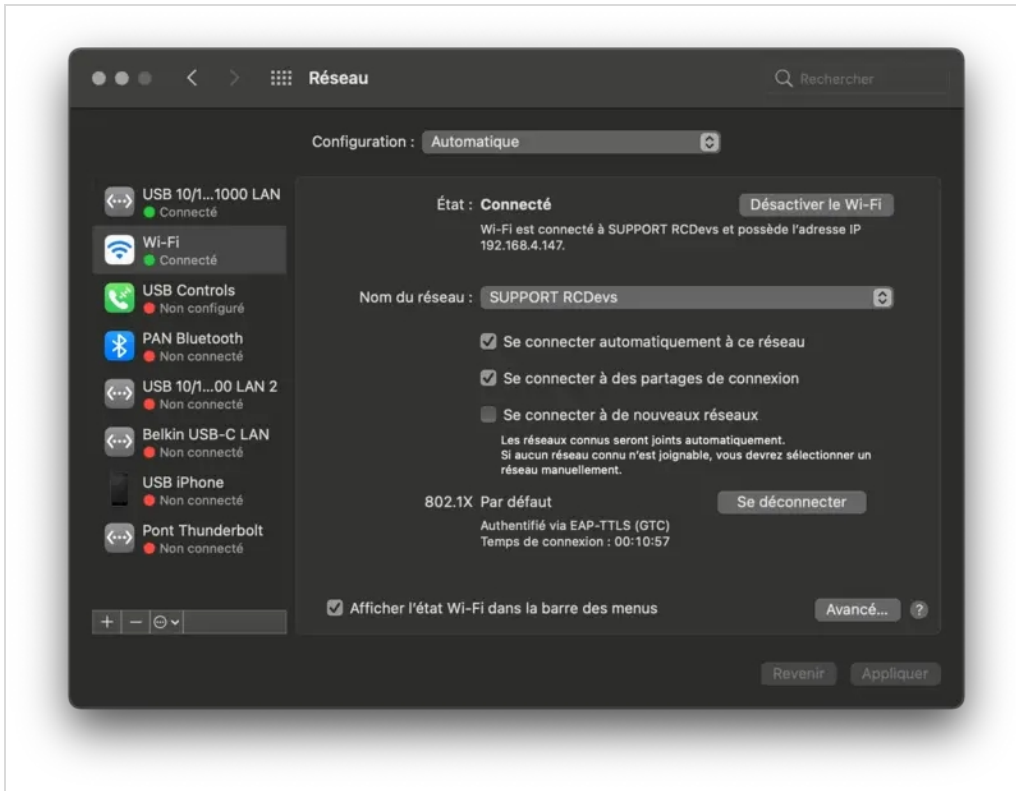 Réseau
Rechercher
Configuration : Automatique
USB 10/1...1000 LAN
Connecté
Wi-Fi
Connecté
USB Controls
Non configuré
PAN Bluetooth
Non connecté
USB 10/1...00 LAN 2
Non connecté
Belkin USB-C LAN
Non connecté
USB iPhone
Non connecté
Pont Thunderbolt
Non connecté
État : Connecté
Désactiver le Wi-Fi
Wi-Fi est connecté à SUPPORT RCDevs et possède l'adresse IP
192.168.4.147.
Nom du réseau : SUPPORT RCDevs
Se connecter automatiquement à ce réseau
Se connecter à des partages de connexion
Se connecter à de nouveaux réseaux
Les réseaux connus seront joints automatiquement.
Si aucun réseau connu n'est joignable, vous devrez sélectionner un
réseau manuellement.
802.1X Par défaut
Se déconnecter
Authentifié via EAP-TTLS (GTC)
Temps de connexion : 00:10:57
Afficher l'état Wi-Fi dans la barre des menus
Avancé...
?
Revenir
Appliquer